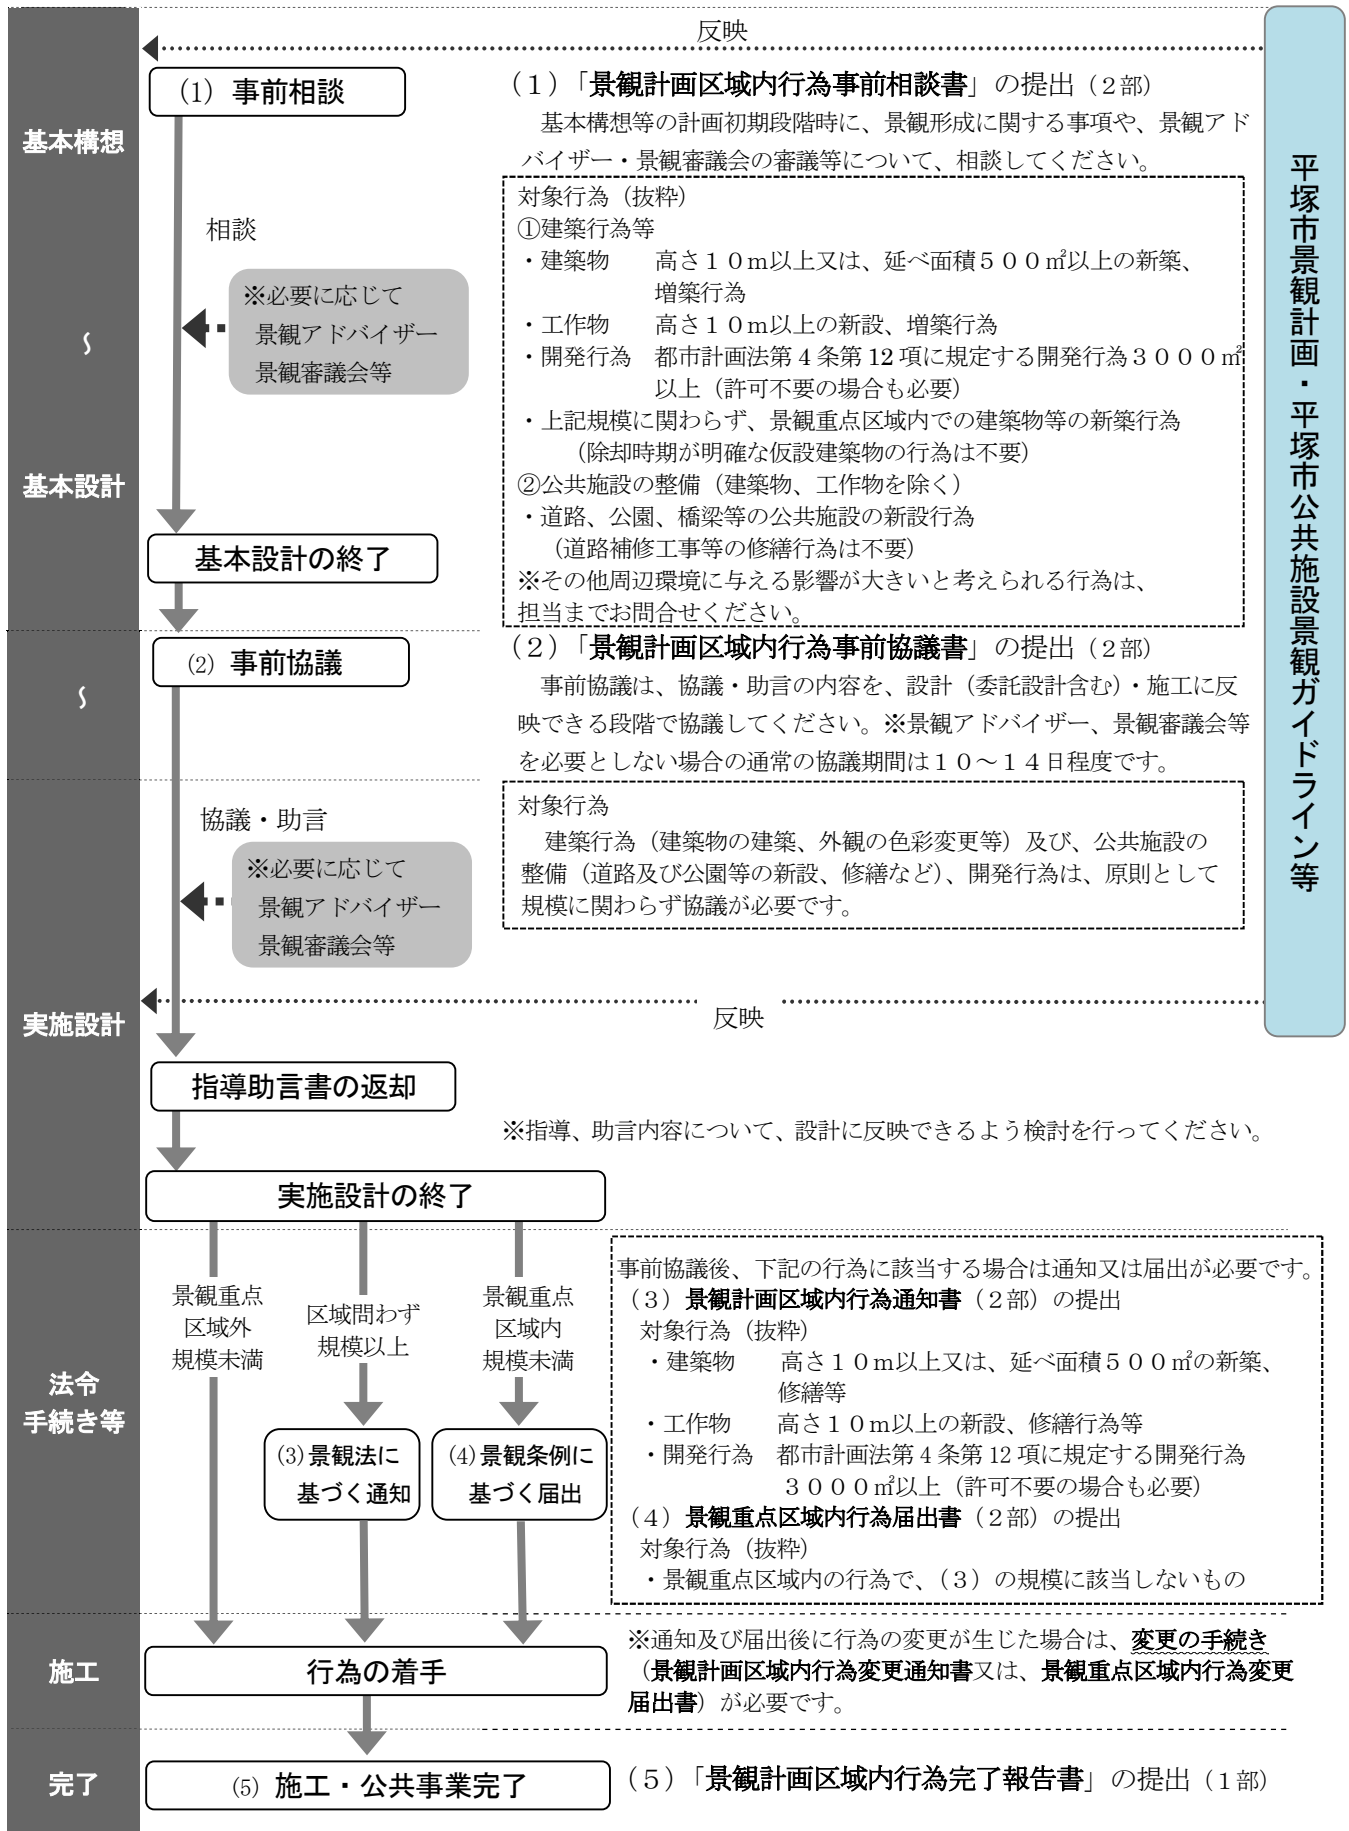 反映
(1) 事前相談
(１)「景観計画区域内行為事前相談書」の提出（２部）
基本構想等の計画初期段階時に、景観形成に関する事項や、景観アド
バイザー・景観審議会の審議等について、相談してください。
基本構想
～
基本設計
相談
※必要に応じて
景観アドバイザー
景観審議会等
対象行為（抜粋）
①建築行為等
・建築物　高さ１０ｍ以上又は、延べ面積５００㎡以上の新築、
増築行為
・工作物　高さ１０ｍ以上の新設、増築行為
・開発行為　都市計画法第４条第12項に規定する開発行為３０００㎡
以上（許可不要の場合も必要）
・上記規模に関わらず、景観重点区域内での建築物等の新築行為
（除却時期が明確な仮設建築物の行為は不要）
②公共施設の整備（建築物、工作物を除く）
・道路、公園、橋梁等の公共施設の新設行為
（道路補修工事等の修繕行為は不要）
※その他周辺環境に与える影響が大きいと考えられる行為は、
担当までお問合せください。
平塚市景観計画・平塚市公共施設景観ガイドライン等
基本設計の終了
(2) 事前協議
(２)「景観計画区域内行為事前協議書」の提出（２部）
事前協議は、協議・助言の内容を、設計（委託設計含む）・施工に反
映できる段階で協議してください。※景観アドバイザー、景観審議会等
を必要としない場合の通常の協議期間は１０～１４日程度です。
～
協議・助言
※必要に応じて
景観アドバイザー
景観審議会等
対象行為
建築行為（建築物の建築、外観の色彩変更等）及び、公共施設の
整備（道路及び公園等の新設、修繕など）、開発行為は、原則として
規模に関わらず協議が必要です。
反映
実施設計
指導助言書の返却
※指導、助言内容について、設計に反映できるよう検討を行ってください。
実施設計の終了
景観重点
区域外
規模未満
区域問わず
規模以上
景観重点
区域内
規模未満
法令
手続き等
(3)景観法に
基づく通知
(4)景観条例に
基づく届出
事前協議後、下記の行為に該当する場合は通知又は届出が必要です。
（３）景観計画区域内行為通知書（２部）の提出
対象行為（抜粋）
・建築物　高さ１０ｍ以上又は、延べ面積５００㎡の新築、
修繕等
・工作物　高さ１０ｍ以上の新設、修繕行為等
・開発行為　都市計画法第４条第12項に規定する開発行為
３０００㎡以上（許可不要の場合も必要）
（４）景観重点区域内行為届出書（２部）の提出
対象行為（抜粋）
・景観重点区域内の行為で、（３）の規模に該当しないもの
施工
行為の着手
※通知及び届出後に行為の変更が生じた場合は、変更の手続き
（景観計画区域内行為変更通知書又は、景観重点区域内行為変更
届出書）が必要です。
完了
(5) 施工・公共事業完了
(５)「景観計画区域内行為完了報告書」の提出（１部）